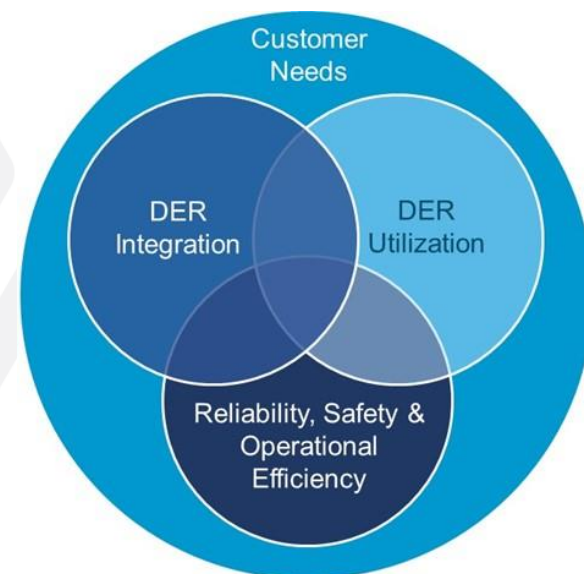 Customer
Needs
DER
Integration
DER
Utilization
Reliability, Safety &
Operational
Efficiency